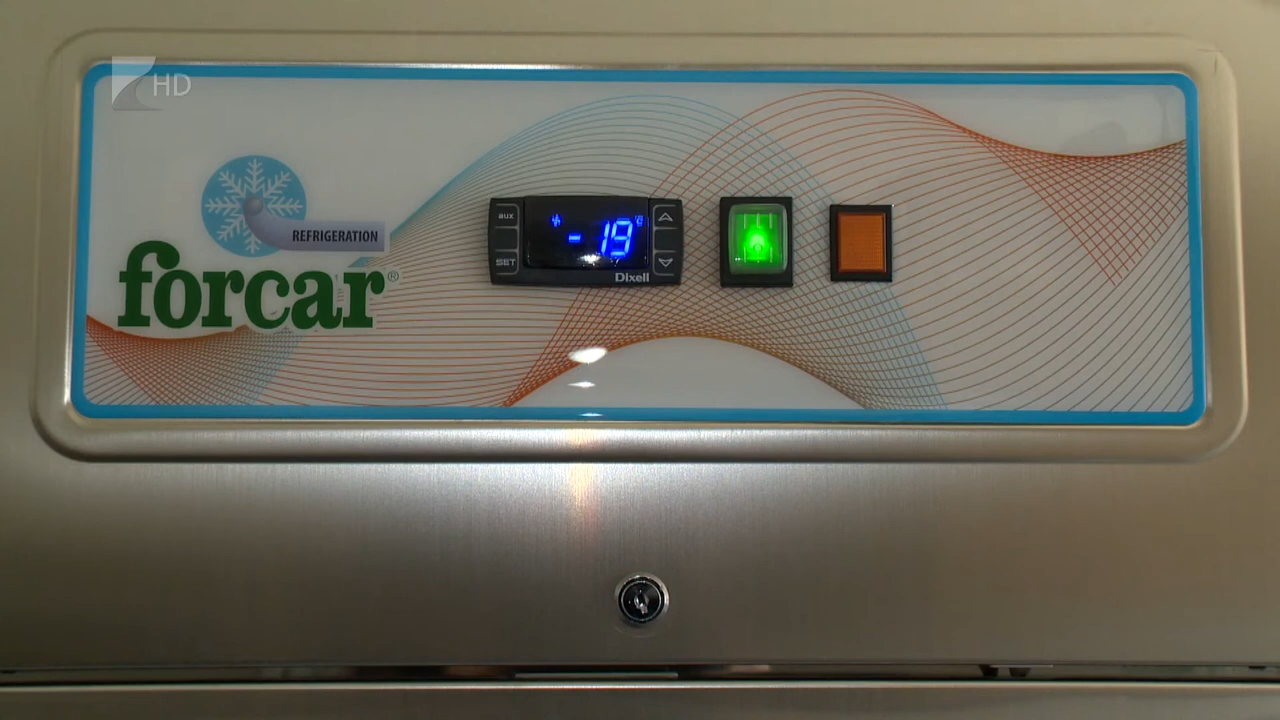 HD
REFRIGERATION
forcar®
aux
SET
-19 °C
Dixell